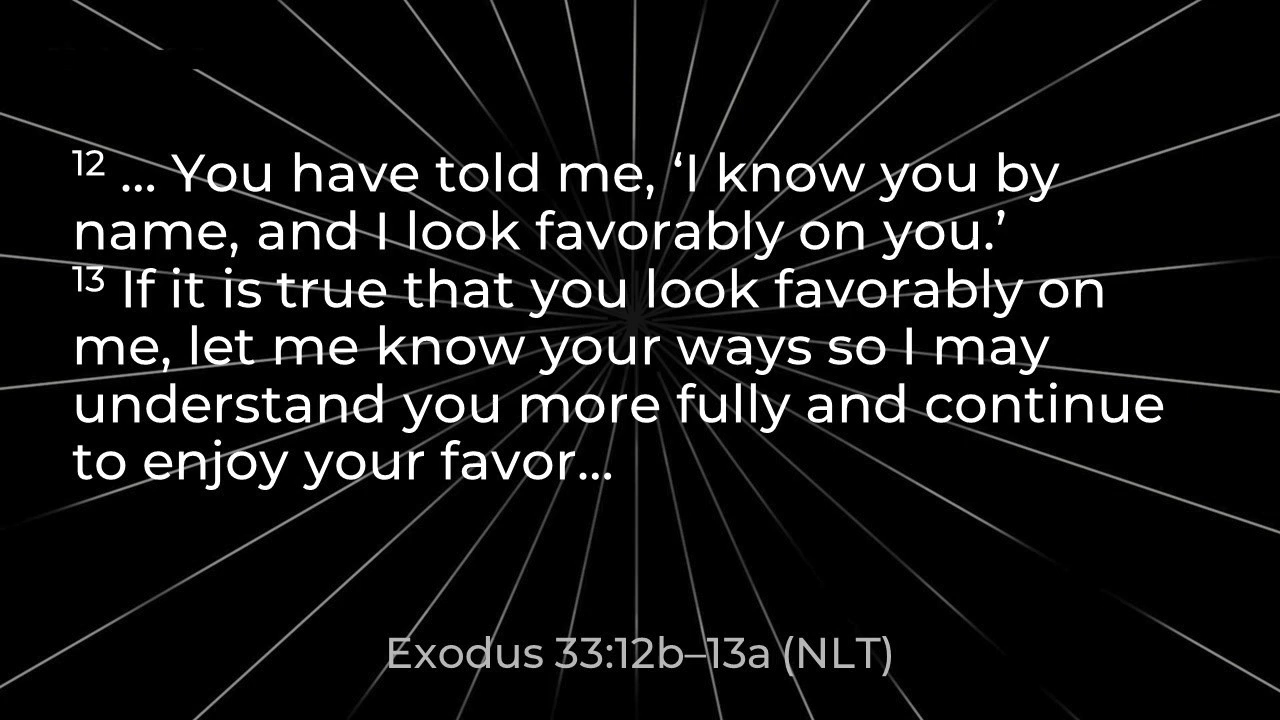 12 ... You have told me, ‘I know you by
name, and I look favorably on you.’
13 If it is true that you look favorably on
me, let me know your ways so I may
understand you more fully and continue
to enjoy your favor...
Exodus 33:12b–13a (NLT)